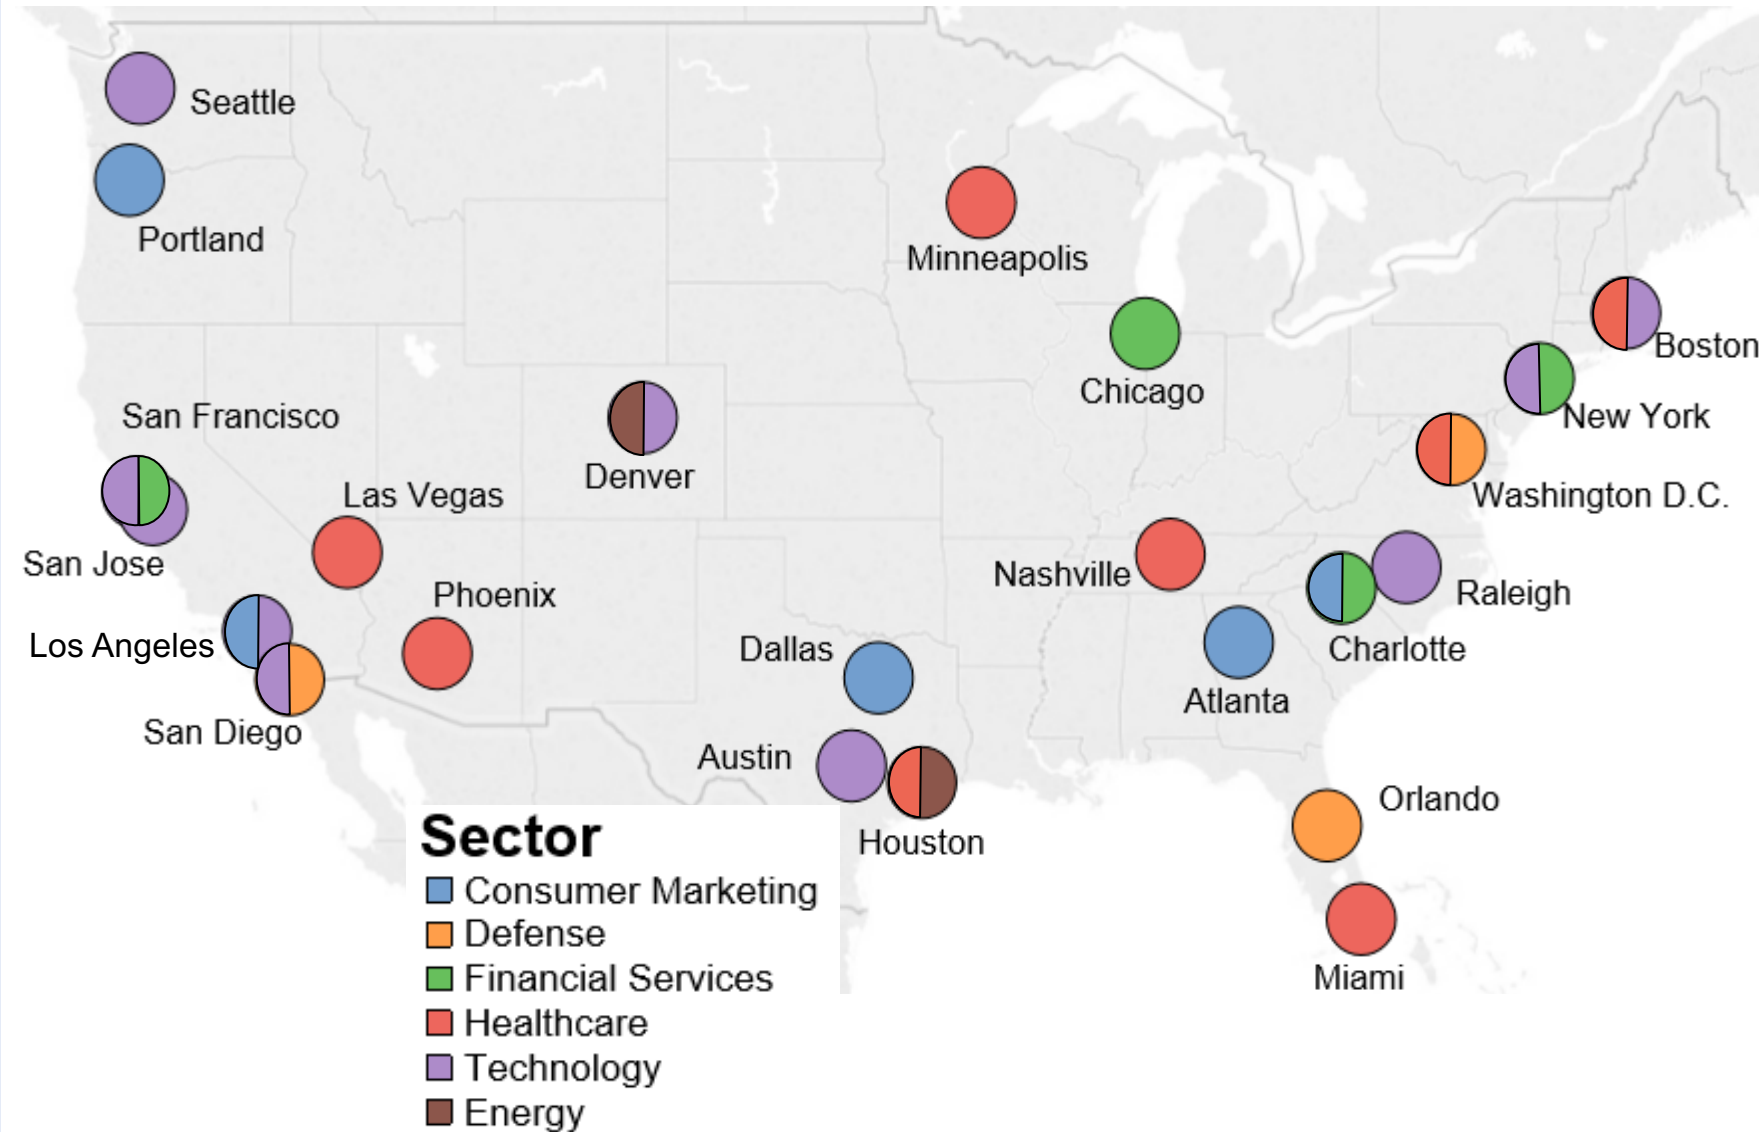 Seattle
Portland
Minneapolis
Boston
Chicago
San Francisco
New York
Denver
Las Vegas
Washington D.C.
San Jose
Nashville
Phoenix
Raleigh
Los Angeles
Dallas
Charlotte
Atlanta
San Diego
Austin
Orlando
Houston
Miami
Sector
Consumer Marketing
Defense
Financial Services
Healthcare
Technology
Energy